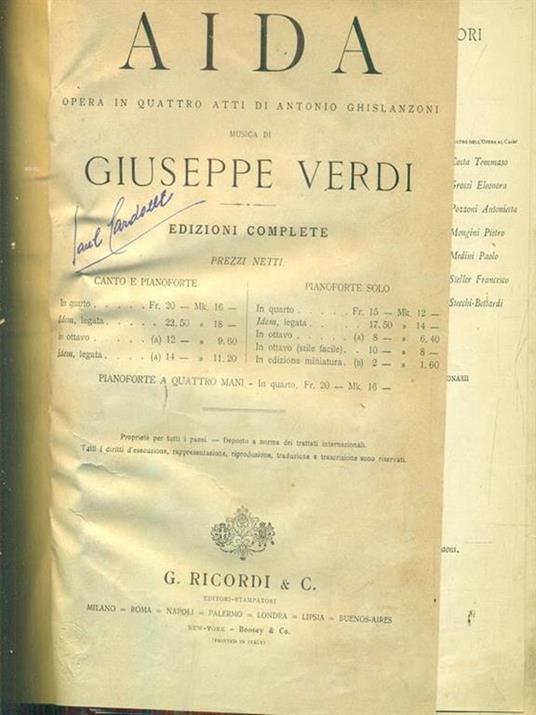 AIDA
OPERA IN QUATTRO ATTI DI ANTONIO GHISLANZONI
MUSICA DI
GIUSEPPE VERDI
EDIZIONI COMPLETE
PREZZI NETTI.
CANTO E PIANOFORTE
In quarto . . . . . . Fr. 20 — Mk. 16 —
Idem, legata . . . . . 22,50 » 18 —
In ottavo . . . . (A) 12 — » 9,60
Idem, legata . . . . (A) 14 — » 11,20
PIANOFORTE SOLO
In quarto . . . . . . Fr. 15 — Mk. 12 —
Idem, legata . . . . . 17,50 » 14 —
In ottavo . . . . . (A) 8 — » 6,40
In ottavo (stile facile) . . 10 — » 8 —
In edizione miniatura . (B) 2 — » 1,60
PIANOFORTE A QUATTRO MANI - In quarto, Fr. 20 — Mk. 16 —
Proprietà per tutti i paesi. — Deposto a norma dei trattati internazionali.
Tutti i diritti d'esecuzione, rappresentazione, riproduzione, traduzione e trascrizione sono riservati.
G. RICORDI & C.
EDITORI-STAMPATORI
MILANO = ROMA = NAPOLI = PALERMO = LONDRA = LIPSIA = BUENOS-AIRES
NEW-YORK - Boosey & Co.
(PRINTED IN ITALY)
ORI
DELL'OPERA AL
Costa Tommaso
Grossi Eleonora
Pozzoni Antonietta
Mongini Pietro
Medini Paolo
Steller Francesco
Stecchi-Bottardi
ONARII